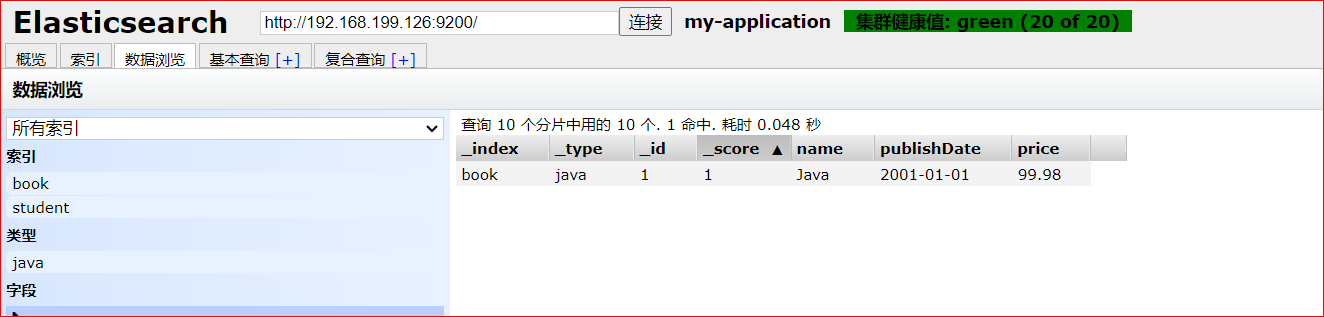 Elasticsearch http://192.168.199.126:9200/ 连接 my-application 集群健康值: green (20 of 20)
概览 索引 数据浏览 基本查询 [+] 复合查询 [+]
数据浏览
所有索引
索引
book
student
类型
java
字段
查询 10 个分片中用的 10 个. 1 命中. 耗时 0.048 秒
_index _type _id _score ▲ name publishDate price
book java 1 1 Java 2001-01-01 99.98